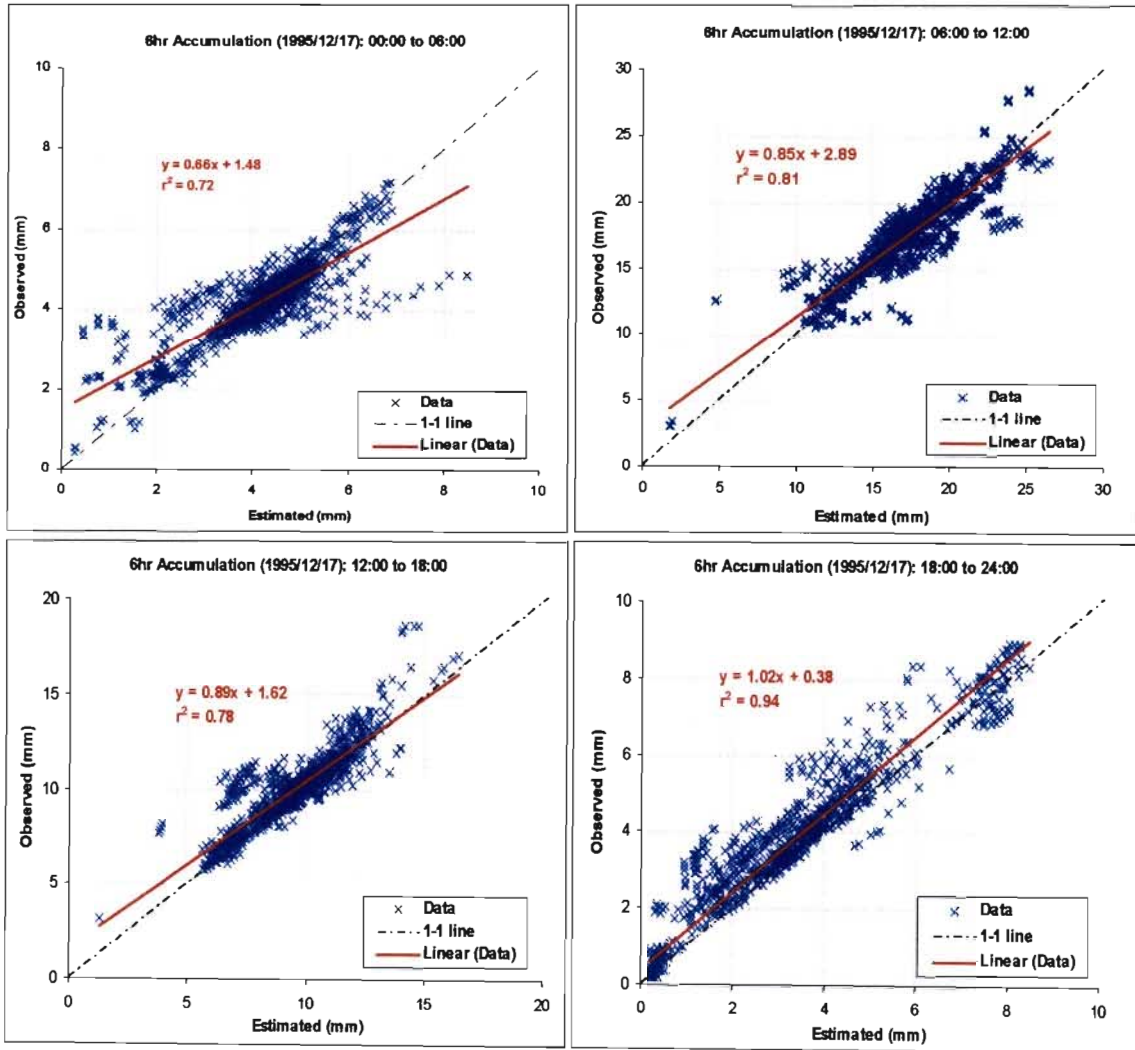 6hr Accumulation (1995/12/17): 00:00 to 06:00
10
8
6
4
2
0
Observed (mm)
y = 0.66x + 1.48
r² = 0.72
Data
1-1 line
Linear (Data)
0 2 4 6 8 10
Estimated (mm)
6hr Accumulation (1995/12/17): 06:00 to 12:00
30
25
20
15
10
5
0
Observed (mm)
y = 0.85x + 2.89
r² = 0.81
Data
1-1 line
Linear (Data)
0 5 10 15 20 25 30
Estimated (mm)
6hr Accumulation (1995/12/17): 12:00 to 18:00
20
15
10
5
0
Observed (mm)
y = 0.89x + 1.62
r² = 0.78
Data
1-1 line
Linear (Data)
0 5 10 15 20
Estimated (mm)
6hr Accumulation (1995/12/17): 18:00 to 24:00
10
8
6
4
2
0
Observed (mm)
y = 1.02x + 0.38
r² = 0.94
Data
1-1 line
Linear (Data)
0 2 4 6 8 10
Estimated (mm)